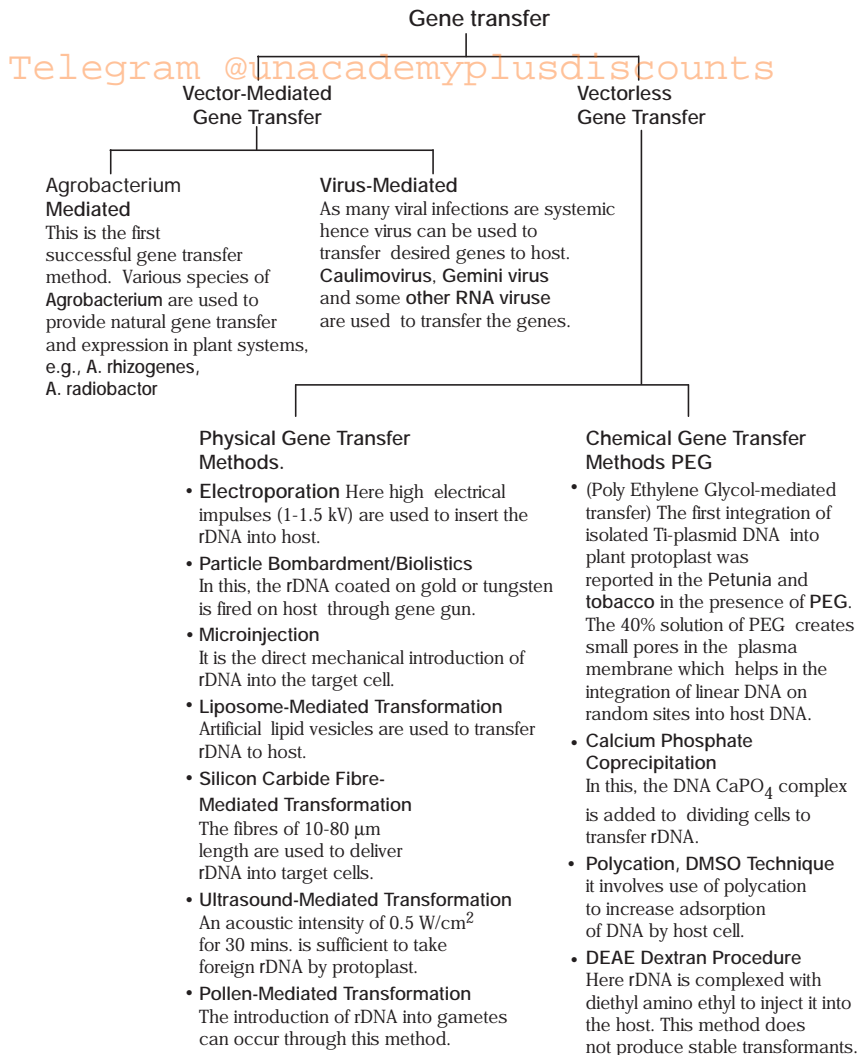 Gene transfer
Telegram @unacademyplusdiscounts
Vector-Mediated
Gene Transfer
Vectorless
Gene Transfer
Agrobacterium
Mediated
This is the first
successful gene transfer
method. Various species of
Agrobacterium are used to
provide natural gene transfer
and expression in plant systems,
e.g., A. rhizogenes,
A. radiobactor
Virus-Mediated
As many viral infections are systemic
hence virus can be used to
transfer desired genes to host.
Caulimovirus, Gemini virus
and some other RNA viruse
are used to transfer the genes.
Physical Gene Transfer
Methods.
• Electroporation Here high electrical
impulses (1-1.5 kV) are used to insert the
rDNA into host.
• Particle Bombardment/Biolistics
In this, the rDNA coated on gold or tungsten
is fired on host through gene gun.
• Microinjection
It is the direct mechanical introduction of
rDNA into the target cell.
• Liposome-Mediated Transformation
Artificial lipid vesicles are used to transfer
rDNA to host.
• Silicon Carbide Fibre-
Mediated Transformation
The fibres of 10-80 µm
length are used to deliver
rDNA into target cells.
• Ultrasound-Mediated Transformation
An acoustic intensity of 0.5 W/cm²
for 30 mins. is sufficient to take
foreign rDNA by protoplast.
• Pollen-Mediated Transformation
The introduction of rDNA into gametes
can occur through this method.
Chemical Gene Transfer
Methods PEG
• (Poly Ethylene Glycol-mediated
transfer) The first integration of
isolated Ti-plasmid DNA into
plant protoplast was
reported in the Petunia and
tobacco in the presence of PEG.
The 40% solution of PEG creates
small pores in the plasma
membrane which helps in the
integration of linear DNA on
random sites into host DNA.
• Calcium Phosphate
Coprecipitation
In this, the DNA CaPO₄ complex
is added to dividing cells to
transfer rDNA.
• Polycation, DMSO Technique
it involves use of polycation
to increase adsorption
of DNA by host cell.
• DEAE Dextran Procedure
Here rDNA is complexed with
diethyl amino ethyl to inject it into
the host. This method does
not produce stable transformants.